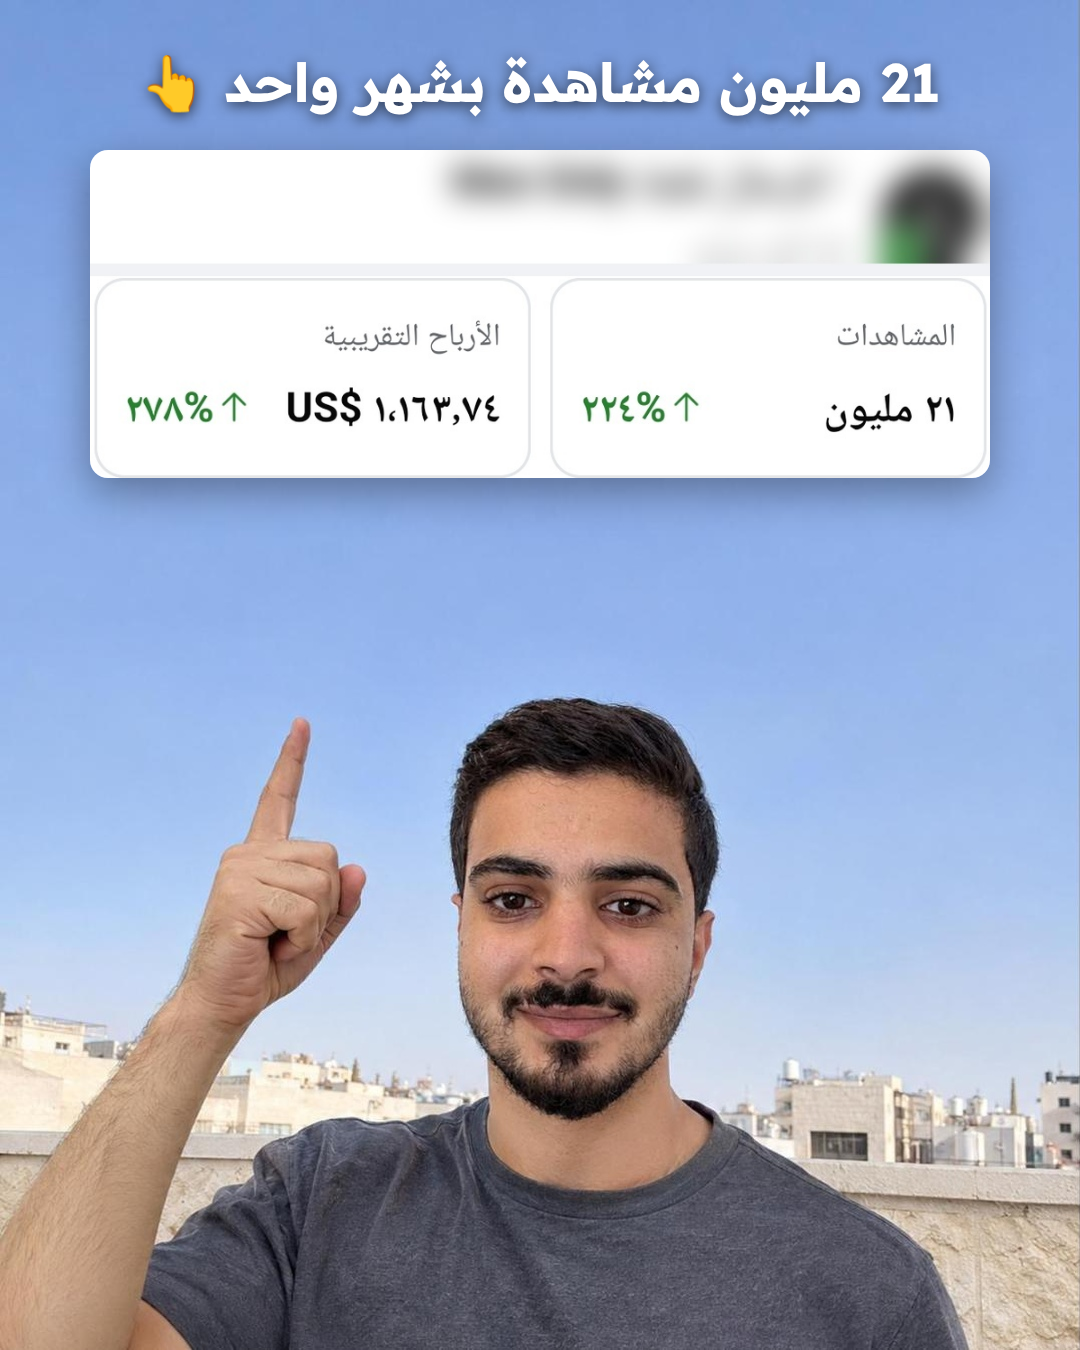 21 مليون مشاهدة بشهر واحد 👆
المشاهدات
٢١ مليون ↑ ٢٢٤%
الأرباح التقريبية
US$ ١،١٦٣,٧٤ ↑ ٢٧٨%